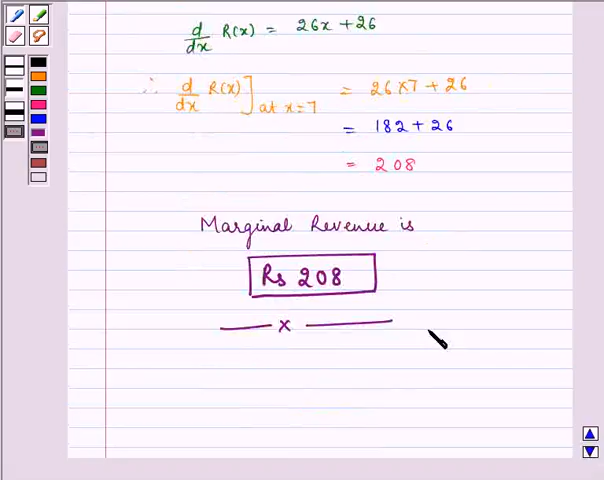 d/dx R(x) = 26x + 26
∴ d/dx R(x)] at x=7 = 26×7 + 26
= 182 + 26
= 208
Marginal Revenue is
Rs 208
x